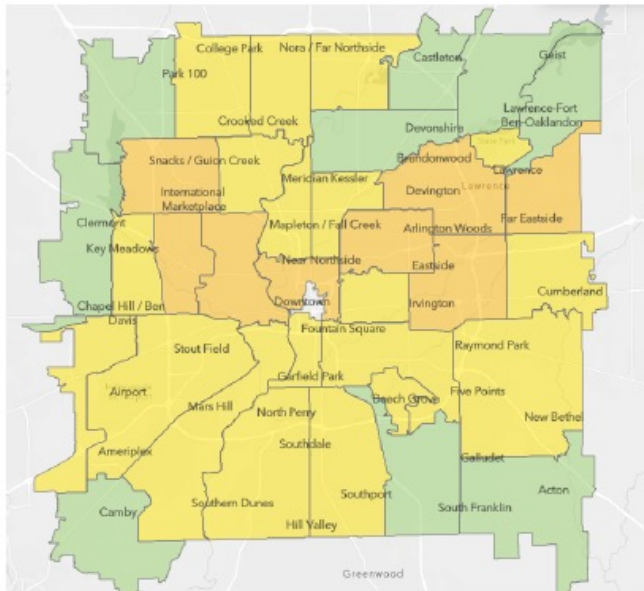 College Park
Nora / Far Northside
Castleton
Geist
Park 100
Lawrence-Fort
Ben-Oaklandon
Crooked Creek
Devonshire
Snacks / Guion Creek
Brendonwood
Lawrence
Meridian Kessler
International
Marketplace
Devington
Lawrence
Clermont
Mapleton / Fall Creek
Arlington Woods
Far Eastside
Key Meadows
Near Northside
Eastside
Chapel Hill / Ben
Davis
Downtown
Irvington
Cumberland
Fountain Square
Stout Field
Raymond Park
Garfield Park
Airport
Mars Hill
Beech Grove
Five Points
North Perry
New Bethel
Ameriplex
Southdale
Galludet
Southern Dunes
Southport
Acton
Camby
South Franklin
Hill Valley
Greenwood